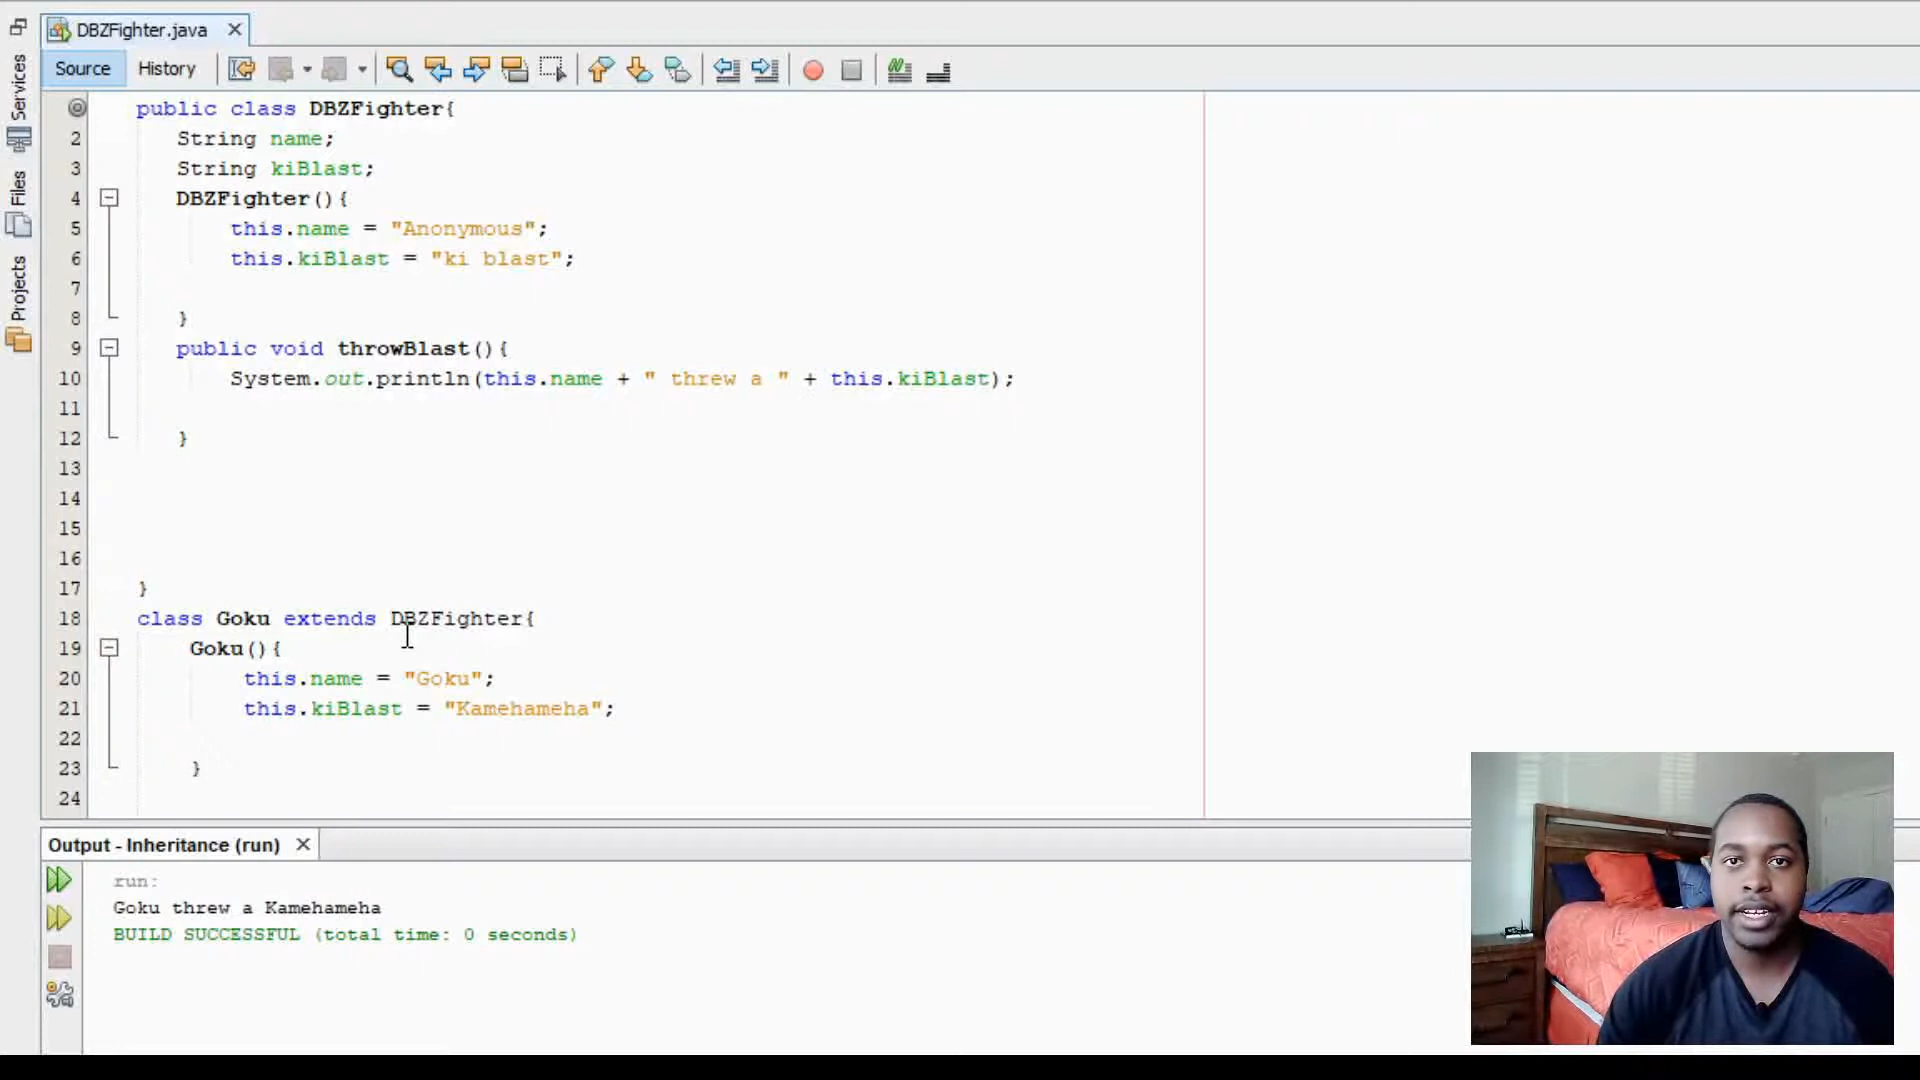 DBZFighter.java
Source History
Services
Files
Projects
public class DBZFighter{
2 String name;
3 String kiBlast;
4 DBZFighter(){
5 this.name = "Anonymous";
6 this.kiBlast = "ki blast";
7
8 }
9 public void throwBlast(){
10 System.out.println(this.name + " threw a " + this.kiBlast);
11
12 }
13
14
15
16
17 }
18 class Goku extends DBZFighter{
19 Goku(){
20 this.name = "Goku";
21 this.kiBlast = "Kamehameha";
22
23 }
24
Output - Inheritance (run)
run:
Goku threw a Kamehameha
BUILD SUCCESSFUL (total time: 0 seconds)